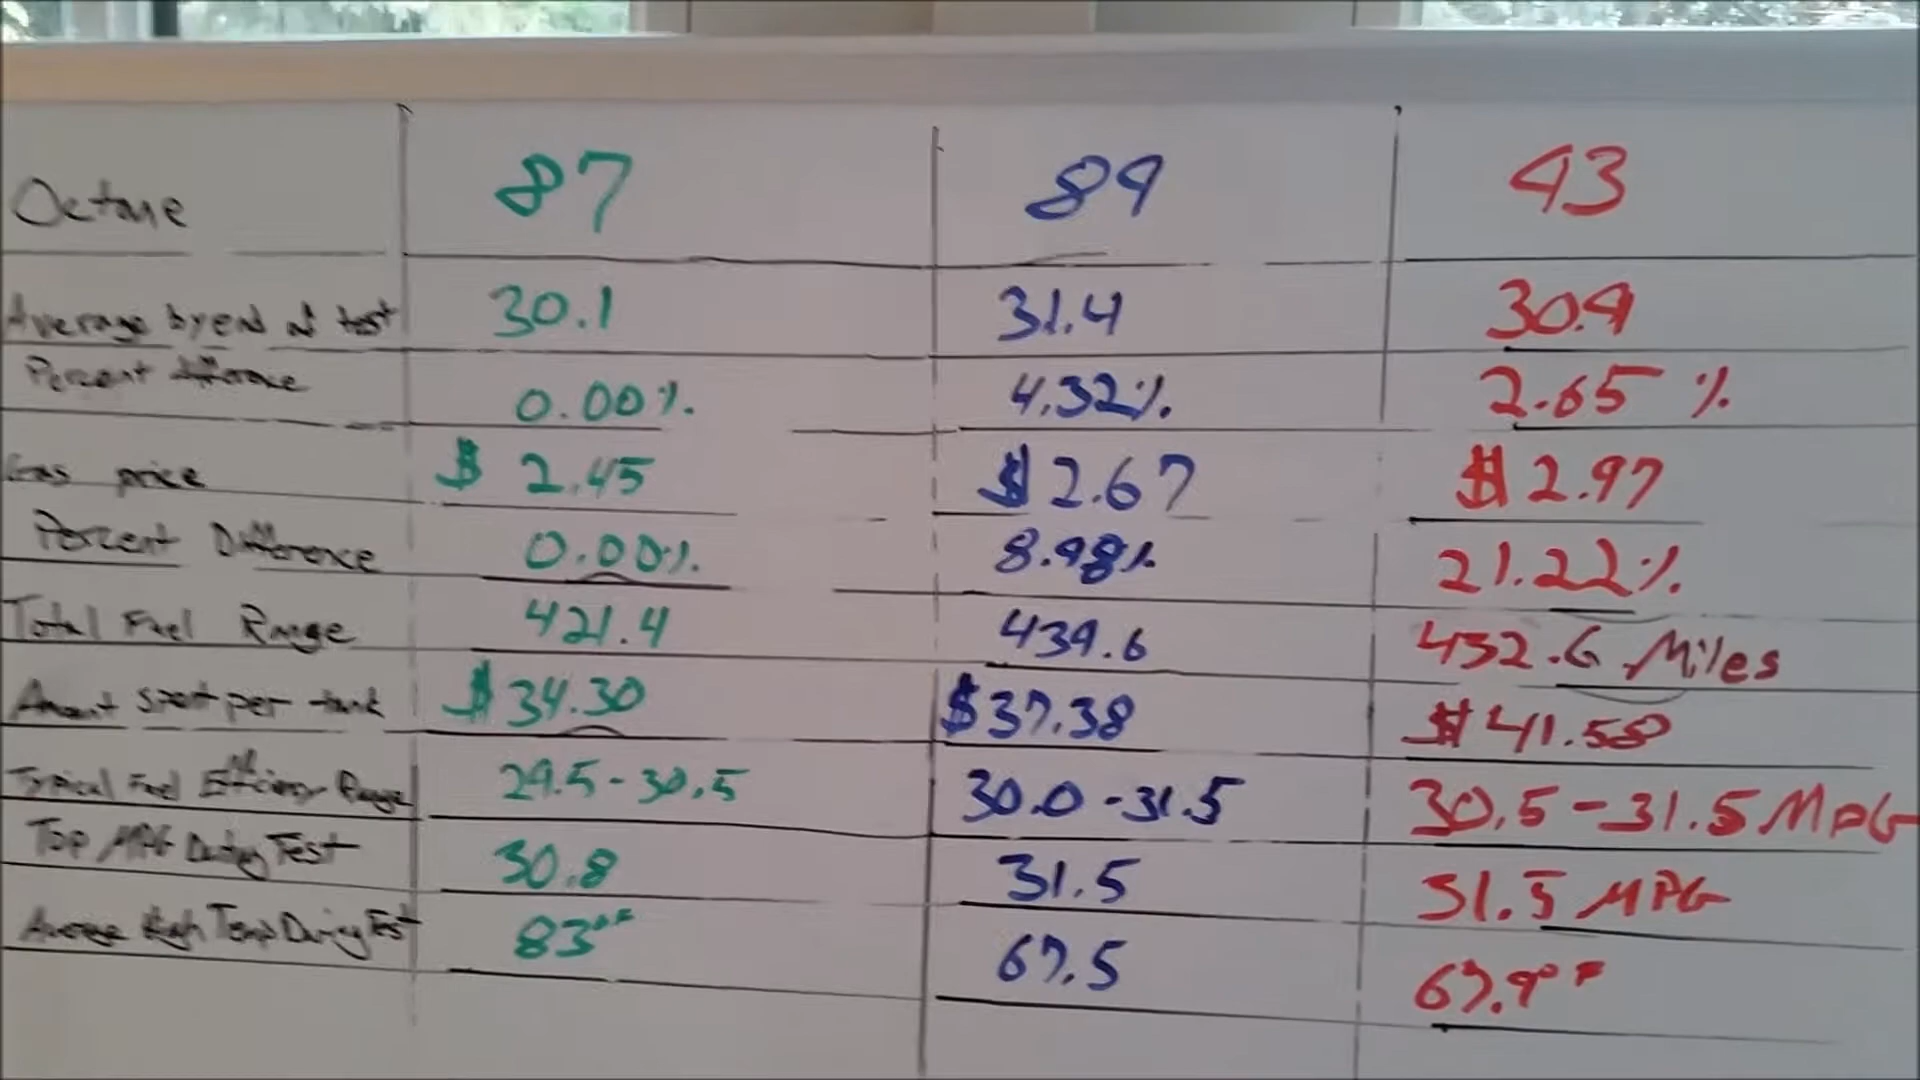 Octane 87 89 93
Average by end of test 30.1 31.4 30.9
Percent difference 0.00% 4.32% 2.65 %
Gas price $ 2.45 $ 2.67 $ 2.97
Percent Difference 0.00% 8.98% 21.22%
Total Fuel Range 421.4 439.6 432.6 Miles
Amount spent per tank $34.30 $37.38 $41.58
Typical Fuel Efficiency Range 29.5-30.5 30.0-31.5 30.5-31.5 MPG
Top MPG During Test 30.8 31.5 31.5 MPG
Average High Temp During Test 83°F 67.5 67.9°F